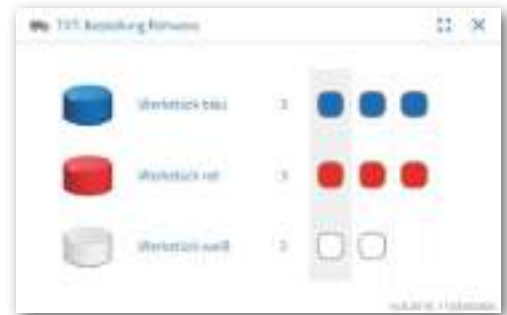 TXT: Bestellung Rohware
Werkstück blau 3
Werkstück rot 3
Werkstück weiß 2